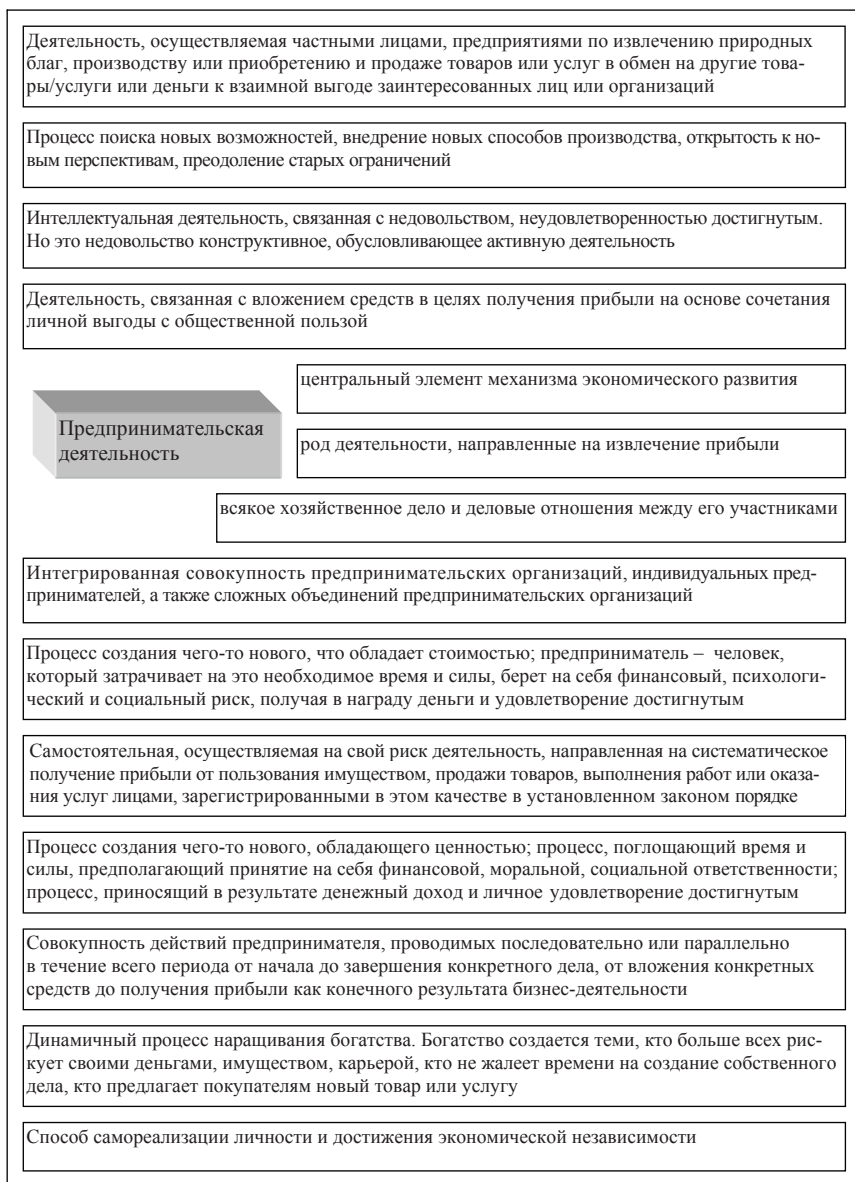 Деятельность, осуществляемая частными лицами, предприятиями по извлечению природных
благ, производству или приобретению и продаже товаров или услуг в обмен на другие това-
ры/услуги или деньги к взаимной выгоде заинтересованных лиц или организаций
Процесс поиска новых возможностей, внедрение новых способов производства, открытость к но-
вым перспективам, преодоление старых ограничений
Интеллектуальная деятельность, связанная с недовольством, неудовлетворенностью достигнутым.
Но это недовольство конструктивное, обусловливающее активную деятельность
Деятельность, связанная с вложением средств в целях получения прибыли на основе сочетания
личной выгоды с общественной пользой
центральный элемент механизма экономического развития
Предпринимательская
деятельность
род деятельности, направленные на извлечение прибыли
всякое хозяйственное дело и деловые отношения между его участниками
Интегрированная совокупность предпринимательских организаций, индивидуальных пред-
принимателей, а также сложных объединений предпринимательских организаций
Процесс создания чего-то нового, что обладает стоимостью; предприниматель – человек,
который затрачивает на это необходимое время и силы, берет на себя финансовый, психологи-
ческий и социальный риск, получая в награду деньги и удовлетворение достигнутым
Самостоятельная, осуществляемая на свой риск деятельность, направленная на систематическое
получение прибыли от пользования имуществом, продажи товаров, выполнения работ или оказа-
ния услуг лицами, зарегистрированными в этом качестве в установленном законом порядке
Процесс создания чего-то нового, обладающего ценностью; процесс, поглощающий время и
силы, предполагающий принятие на себя финансовой, моральной, социальной ответственности;
процесс, приносящий в результате денежный доход и личное удовлетворение достигнутым
Совокупность действий предпринимателя, проводимых последовательно или параллельно
в течение всего периода от начала до завершения конкретного дела, от вложения конкретных
средств до получения прибыли как конечного результата бизнес-деятельности
Динамичный процесс наращивания богатства. Богатство создается теми, кто больше всех рис-
кует своими деньгами, имуществом, карьерой, кто не жалеет времени на создание собственного
дела, кто предлагает покупателям новый товар или услугу
Способ самореализации личности и достижения экономической независимости